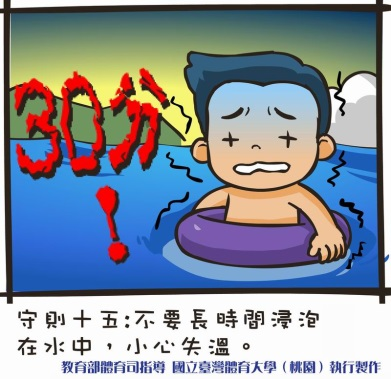 30分
!
守則十五:不要長時間浸泡
在水中，小心失溫。
教育部體育司指導 國立臺灣體育大學（桃園）執行製作